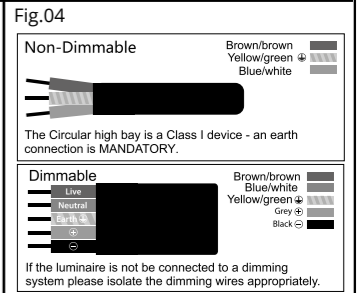 Fig.04
Non-Dimmable
Brown/brown
Yellow/green ⏚
Blue/white
The Circular high bay is a Class I device - an earth
connection is MANDATORY.
Dimmable
Brown/brown
Blue/white
Yellow/green ⏚
Grey ⊕
Black ⊖
Live
Neutral
Earth ⏚
⊕
⊖
If the luminaire is not be connected to a dimming
system please isolate the dimming wires appropriately.